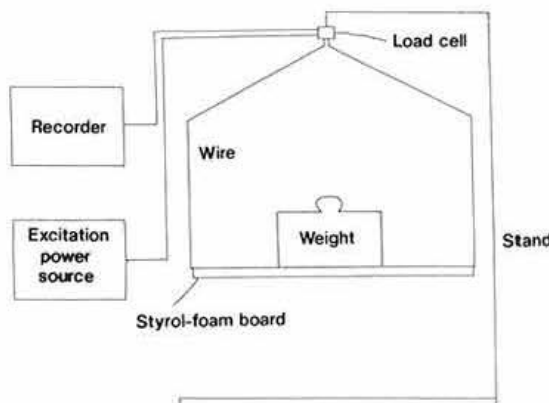 Load cell
Recorder
Wire
Excitation
power
source
Weight
Stand
Styrol-foam board